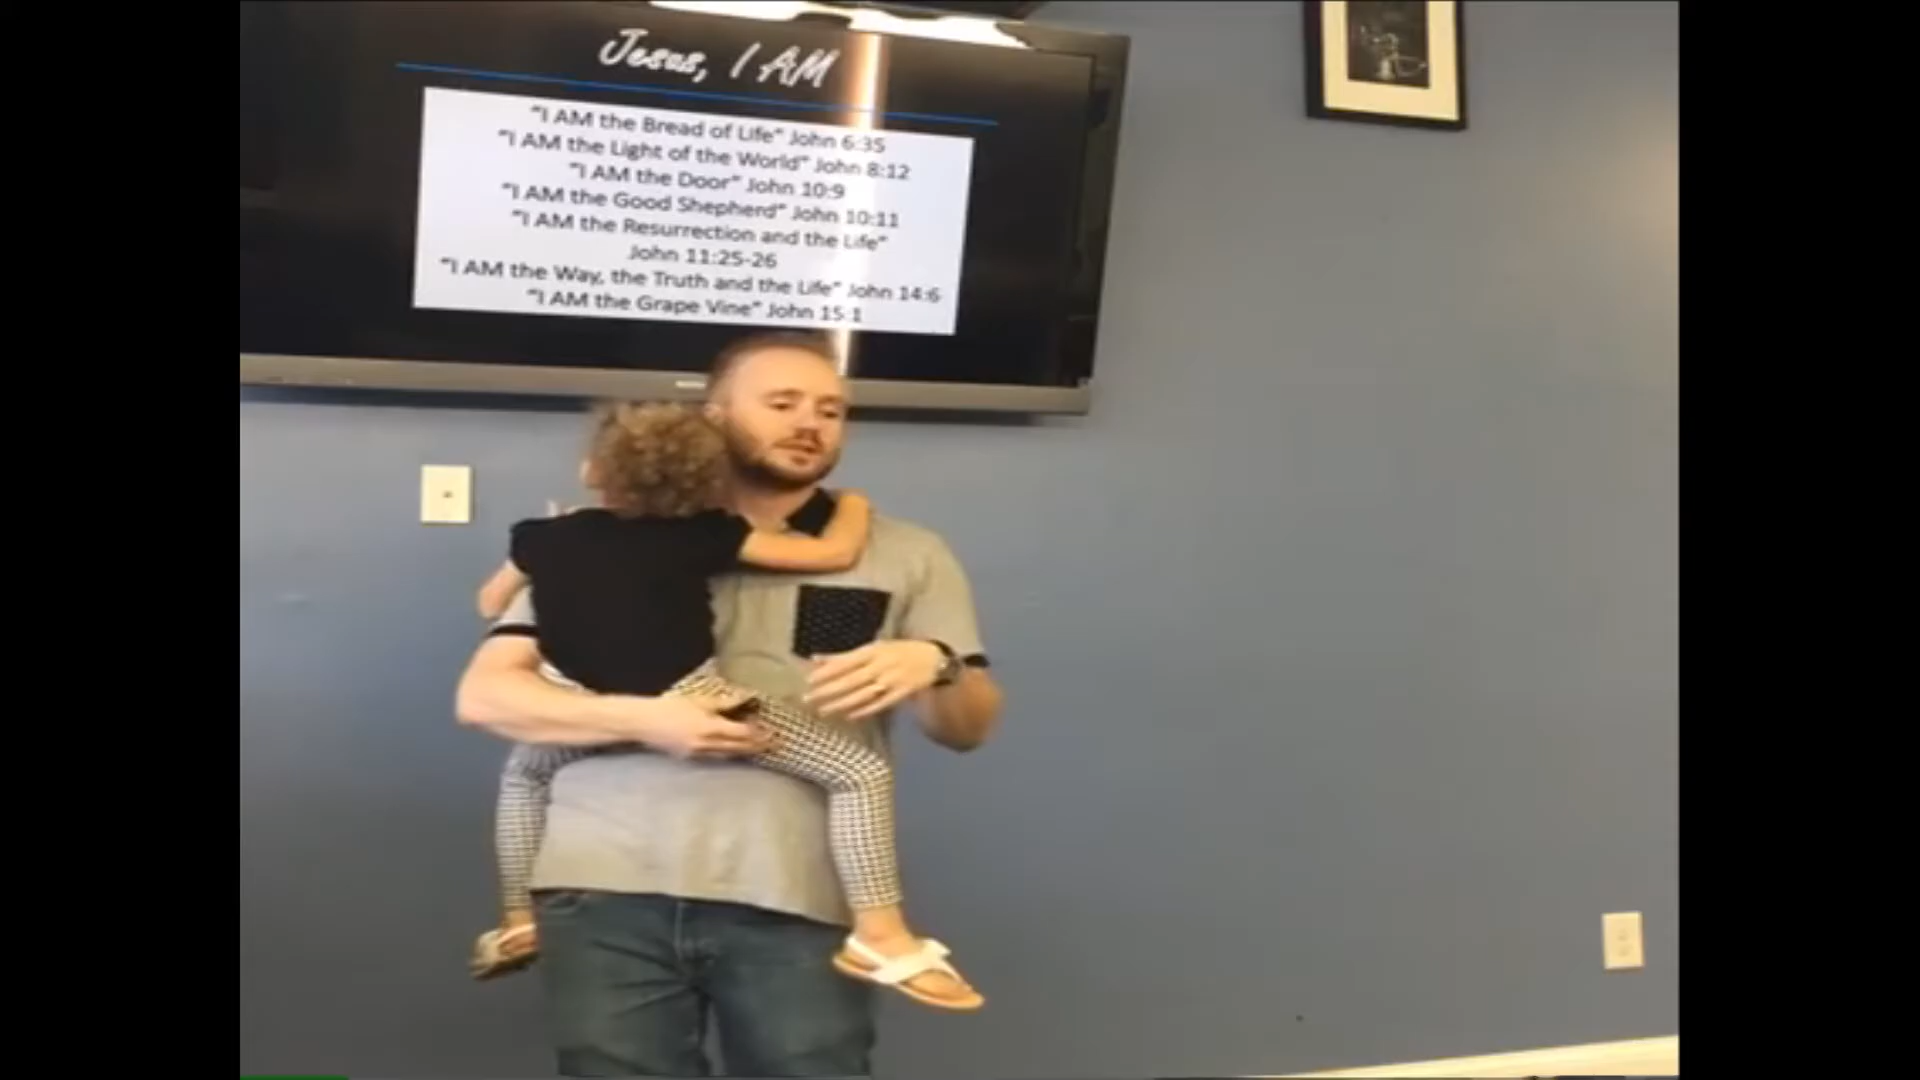 Jesus, I AM
"I AM the Bread of Life" John 6:35
"I AM the Light of the World" John 8:12
"I AM the Door" John 10:9
"I AM the Good Shepherd" John 10:11
"I AM the Resurrection and the Life"
John 11:25-26
"I AM the Way, the Truth and the Life" John 14:6
"I AM the Grape Vine" John 15:1